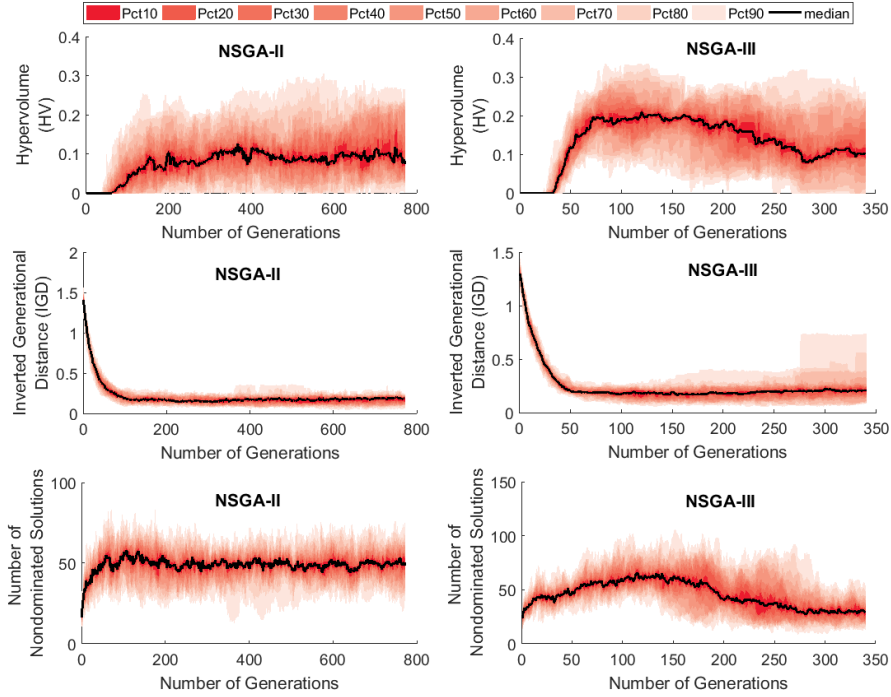 Pct10 Pct20 Pct30 Pct40 Pct50 Pct60 Pct70 Pct80 Pct90 median
NSGA-II
Hypervolume
(HV)
0.4
0.3
0.2
0.1
0
0 200 400 600 800
Number of Generations
NSGA-III
Hypervolume
(HV)
0.4
0.3
0.2
0.1
0
0 50 100 150 200 250 300 350
Number of Generations
NSGA-II
Inverted Generational
Distance (IGD)
2
1.5
1
0.5
0
0 200 400 600 800
Number of Generations
NSGA-III
Inverted Generational
Distance (IGD)
1.5
1
0.5
0
0 50 100 150 200 250 300 350
Number of Generations
NSGA-II
Number of
Nondominated Solutions
100
50
0
0 200 400 600 800
Number of Generations
NSGA-III
Number of
Nondominated Solutions
150
100
50
0
0 50 100 150 200 250 300 350
Number of Generations